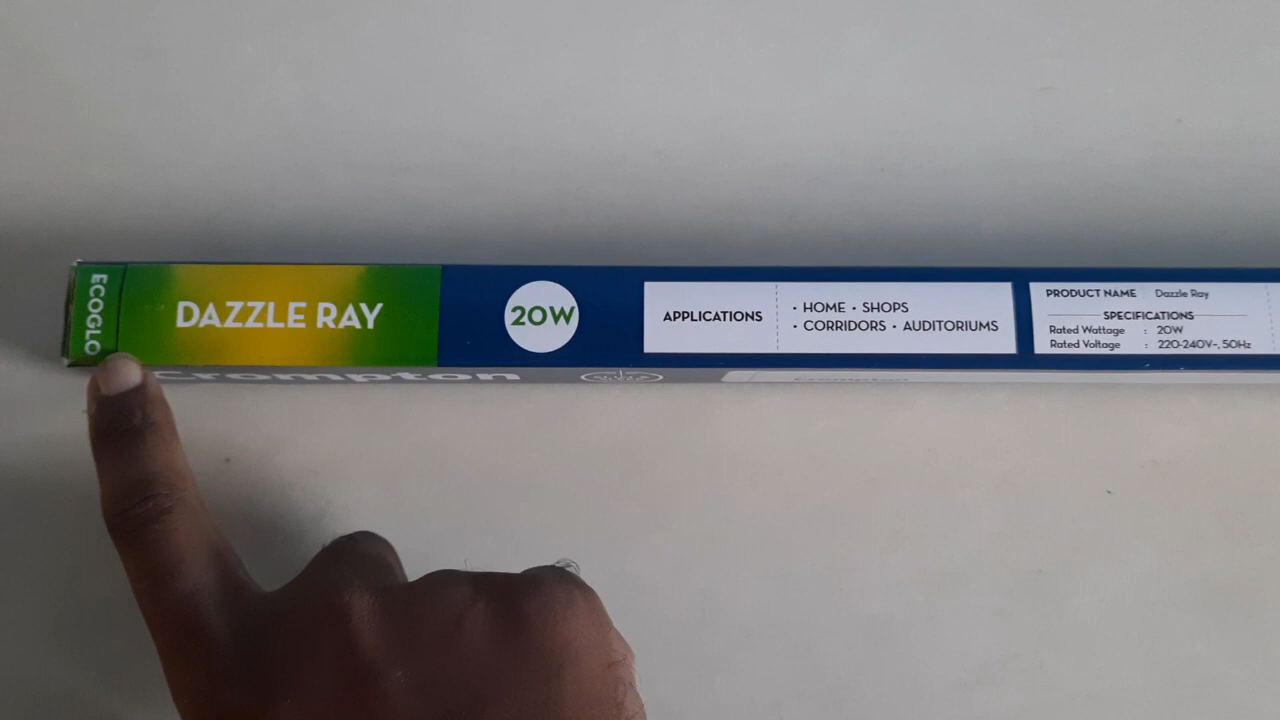 ECOGLO
DAZZLE RAY
20W
APPLICATIONS
• HOME • SHOPS
• CORRIDORS • AUDITORIUMS
PRODUCT NAME Dazzle Ray
SPECIFICATIONS
Rated Wattage : 20W
Rated Voltage : 220-240V~, 50Hz
Crompton
Crompton